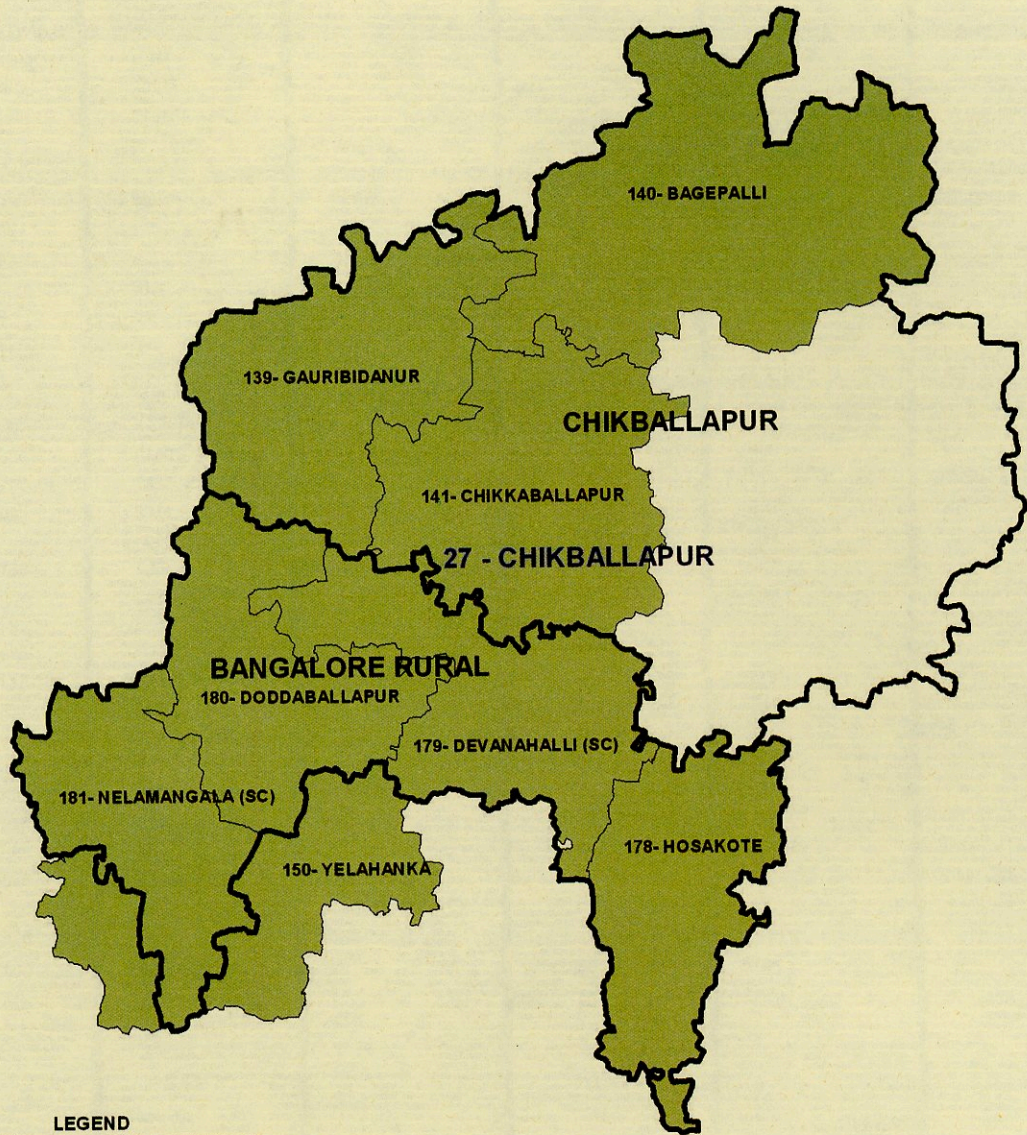 140- BAGEPALLI
139- GAURIBIDANUR
CHIKBALLAPUR
141- CHIKKABALLAPUR
27 - CHIKBALLAPUR
BANGALORE RURAL
180- DODDABALLAPUR
179- DEVANAHALLI (SC)
181- NELAMANGALA (SC)
178- HOSAKOTE
150- YELAHANKA
LEGEND